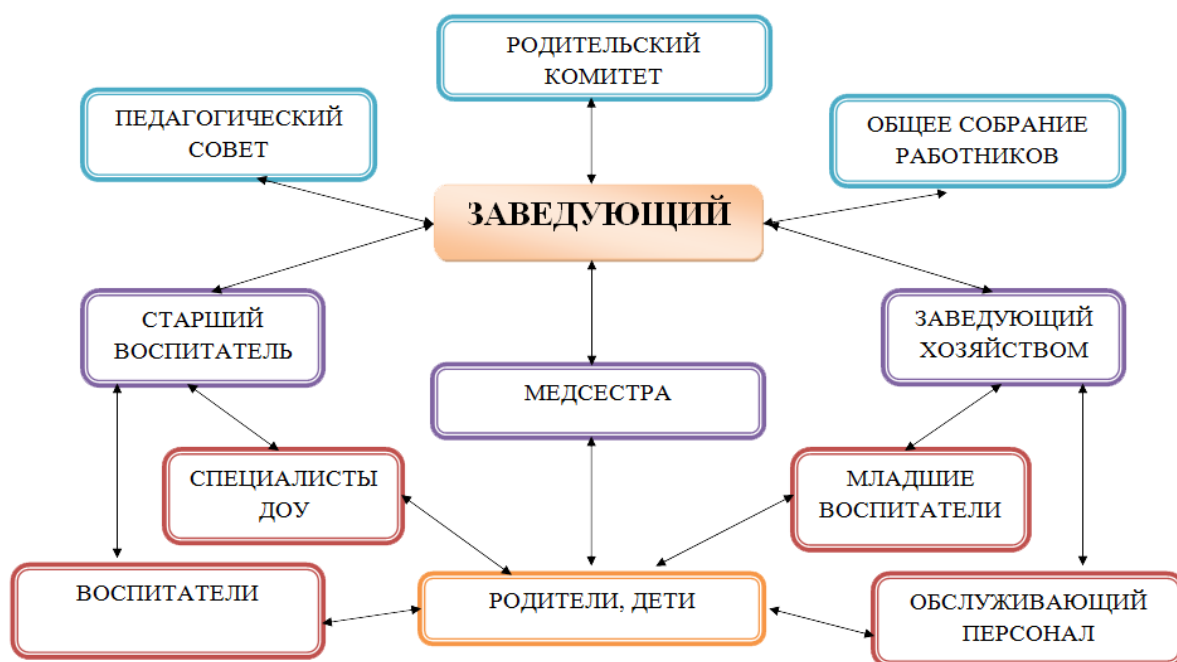 РОДИТЕЛЬСКИЙ
КОМИТЕТ
ПЕДАГОГИЧЕСКИЙ
СОВЕТ
ОБЩЕЕ СОБРАНИЕ
РАБОТНИКОВ
ЗАВЕДУЮЩИЙ
СТАРШИЙ
ВОСПИТАТЕЛЬ
ЗАВЕДУЮЩИЙ
ХОЗЯЙСТВОМ
МЕДСЕСТРА
СПЕЦИАЛИСТЫ
ДОУ
МЛАДШИЕ
ВОСПИТАТЕЛИ
ВОСПИТАТЕЛИ
РОДИТЕЛИ, ДЕТИ
ОБСЛУЖИВАЮЩИЙ
ПЕРСОНАЛ